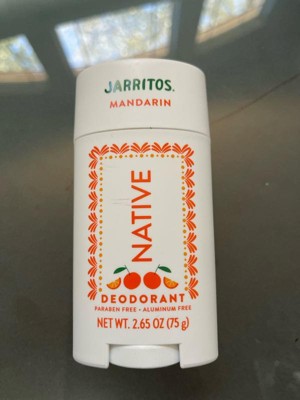 JARRITOS.
MANDARIN
NATIVE
DEODORANT
PARABEN FREE • ALUMINUM FREE
NET WT. 2.65 OZ (75 g)